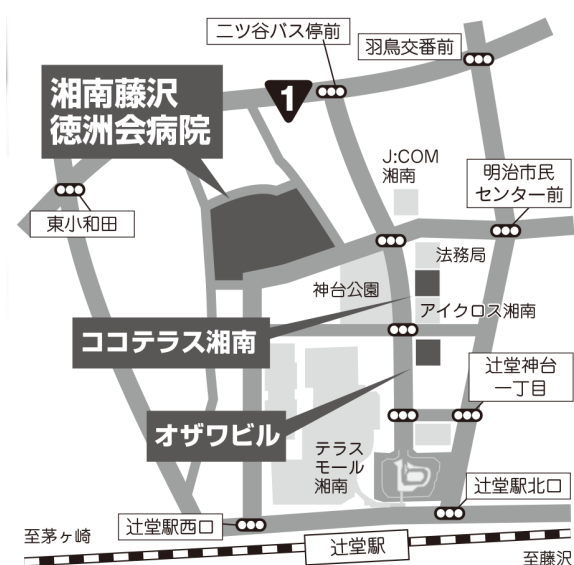 二ツ谷バス停前
羽鳥交番前
湘南藤沢
徳洲会病院
1
J:COM
湘南
明治市民
センター前
東小和田
法務局
神台公園
アイクロス湘南
ココテラス湘南
辻堂神台
一丁目
オザワビル
テラス
モール
湘南
辻堂駅北口
辻堂駅西口
至茅ヶ崎
辻堂駅
至藤沢